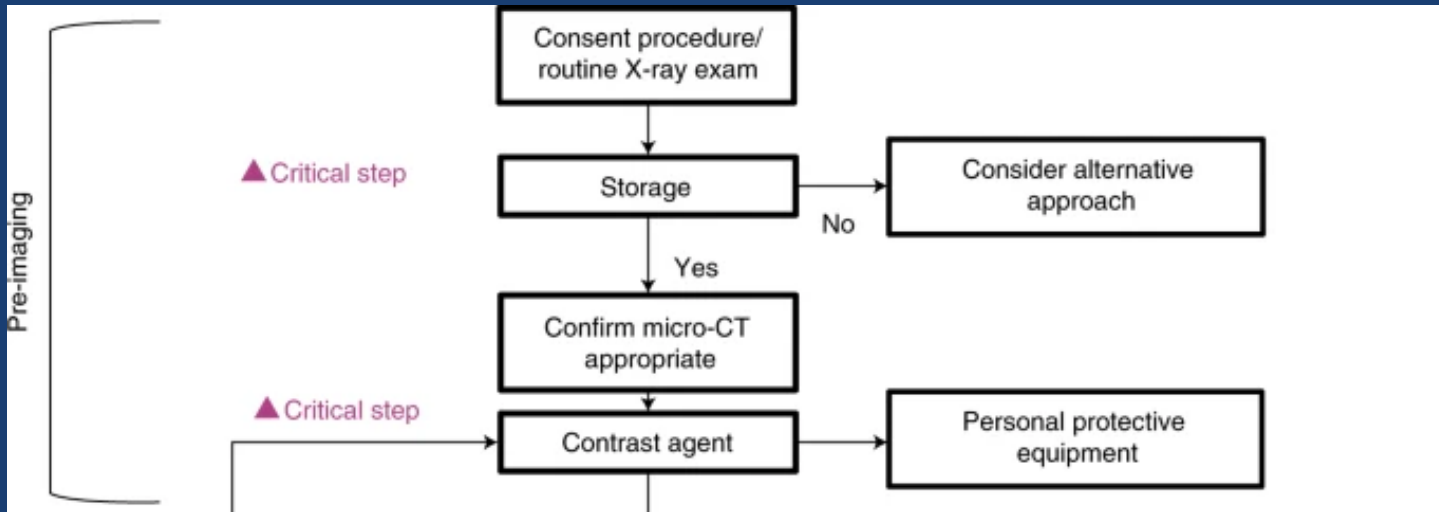 Consent procedure/
routine X-ray exam
Critical step
Storage
Consider alternative
approach
No
Yes
Pre-imaging
Confirm micro-CT
appropriate
Critical step
Contrast agent
Personal protective
equipment